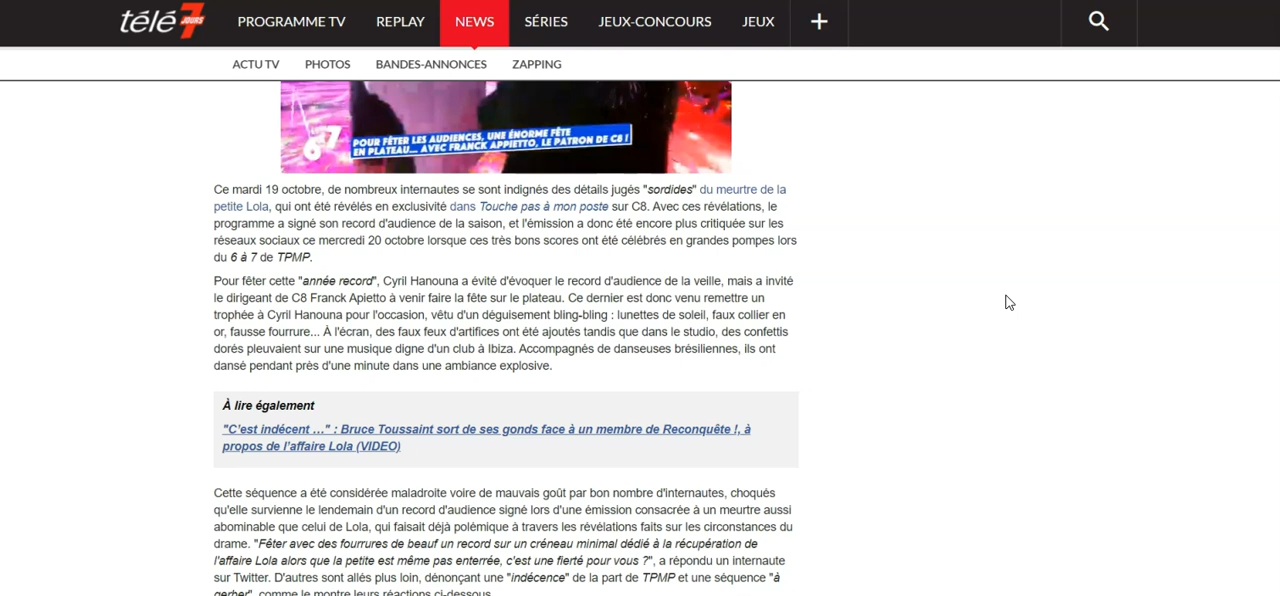 télé 7 JOURS PROGRAMME TV REPLAY NEWS SÉRIES JEUX-CONCOURS JEUX +
ACTU TV PHOTOS BANDES-ANNONCES ZAPPING
6 7
POUR FÊTER LES AUDIENCES, UNE ÉNORME FÊTE
EN PLATEAU... AVEC FRANCK APPIETTO, LE PATRON DE C8 !
Ce mardi 19 octobre, de nombreux internautes se sont indignés des détails jugés "sordides" du meurtre de la
petite Lola, qui ont été révélés en exclusivité dans Touche pas à mon poste sur C8. Avec ces révélations, le
programme a signé son record d'audience de la saison, et l'émission a donc été encore plus critiquée sur les
réseaux sociaux ce mercredi 20 octobre lorsque ces très bons scores ont été célébrés en grandes pompes lors
du 6 à 7 de TPMP.
Pour fêter cette "année record", Cyril Hanouna a évité d'évoquer le record d'audience de la veille, mais a invité
le dirigeant de C8 Franck Apietto à venir faire la fête sur le plateau. Ce dernier est donc venu remettre un
trophée à Cyril Hanouna pour l'occasion, vêtu d'un déguisement bling-bling : lunettes de soleil, faux collier en
or, fausse fourrure... À l'écran, des faux feux d'artifices ont été ajoutés tandis que dans le studio, des confettis
dorés pleuvaient sur une musique digne d'un club à Ibiza. Accompagnés de danseuses brésiliennes, ils ont
dansé pendant près d'une minute dans une ambiance explosive.
À lire également
"C'est indécent …" : Bruce Toussaint sort de ses gonds face à un membre de Reconquête !, à
propos de l'affaire Lola (VIDEO)
Cette séquence a été considérée maladroite voire de mauvais goût par bon nombre d'internautes, choqués
qu'elle survienne le lendemain d'un record d'audience signé lors d'une émission consacrée à un meurtre aussi
abominable que celui de Lola, qui faisait déjà polémique à travers les révélations faits sur les circonstances du
drame. "Fêter avec des fourrures de beauf un record sur un créneau minimal dédié à la récupération de
l'affaire Lola alors que la petite est même pas enterrée, c'est une fierté pour vous ?", a répondu un internaute
sur Twitter. D'autres sont allés plus loin, dénonçant une "indécence" de la part de TPMP et une séquence "à
gerber", comme le montre leurs réactions ci-dessous.